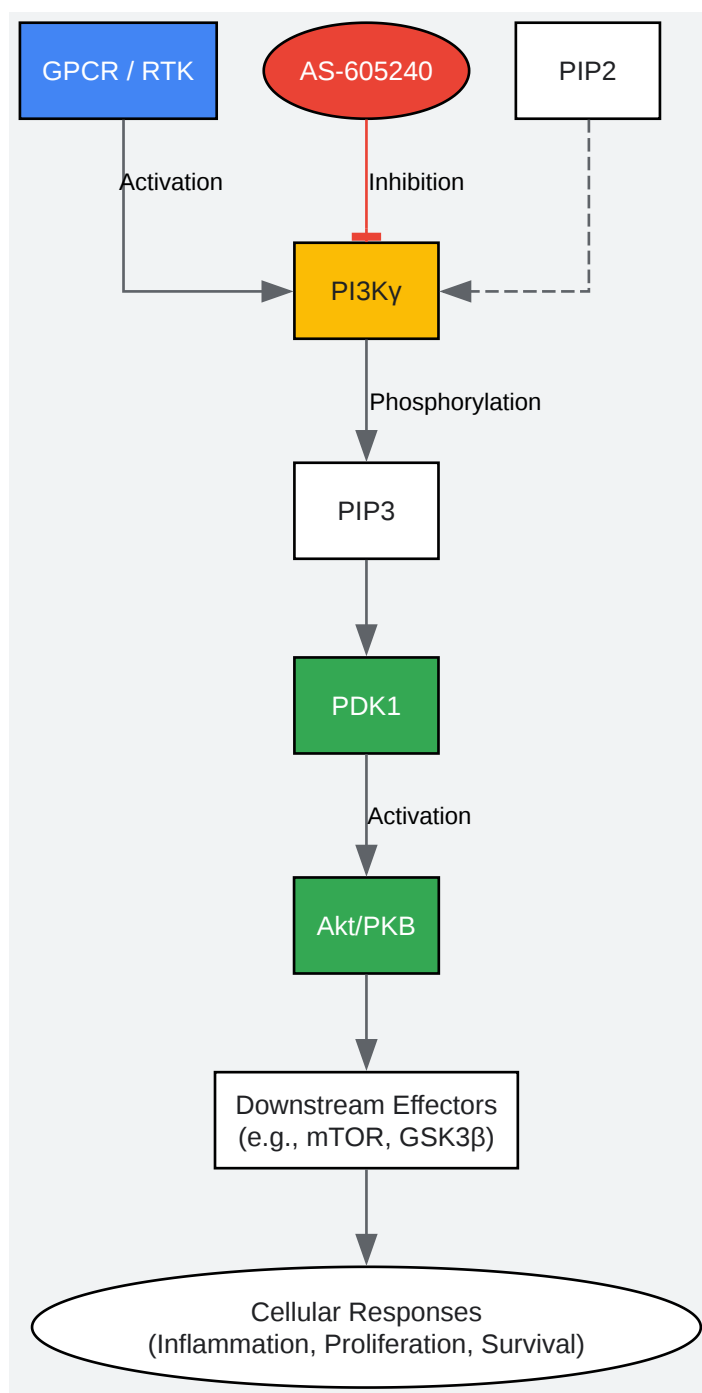 GPCR / RTK
AS-605240
PIP2
Activation
Inhibition
PI3Kγ
Phosphorylation
PIP3
PDK1
Activation
Akt/PKB
Downstream Effectors
(e.g., mTOR, GSK3β)
Cellular Responses
(Inflammation, Proliferation, Survival)